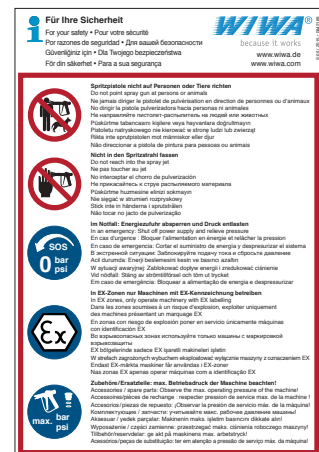 Für Ihre Sicherheit
For your safety • Pour votre sécurité
Por razones de seguridad • Для вашей безопасности
Güvenliğiniz için • Dla Twojego bezpieczeństwa
För din säkerhet • Para a sua segurança
WIWA®
because it works
www.wiwa.de
www.wiwa.com
Spritzpistole nicht auf Personen oder Tiere richten
Do not point spray gun at persons or animals
Ne jamais diriger le pistolet de pulvérisation en direction de personnes ou d'animaux
No dirigir la pistola pulverizadora hacia personas ni animales
Не направляйте пистолет-распылитель на людей или животных
Püskürtme tabancasını kişilere veya hayvanlara doğrultmayın
Pistoletu natryskowego nie kierować w stronę ludzi lub zwierząt
Rikta inte sprutpistolen mot människor eller djur
Não direccionar a pistola de pintura para pessoas ou animais
Nicht in den Spritzstrahl fassen
Do not reach into the spray jet
Ne pas toucher au jet
No interceptar el chorro de pulverización
Не прикасайтесь к струе распыляемого материала
Püskürtme huzmesine elinizi sokmayın
Nie sięgać w strumień rozpryskowy
Stick inte in händerna i sprutstrålen
Não tocar no jacto de pulverização
SOS
0 bar
psi
Im Notfall: Energiezufuhr absperren und Druck entlasten
In an emergency: Shut off power supply and relieve pressure
En cas d'urgence : Bloquer l'alimentation en énergie et relâcher la pression
En caso de emergencia: Cortar el suministro de energía y despresurizar el sistema
В экстренной ситуации: Заблокируйте подачу тока и сбросьте давление
Acil durumda: Enerji beslemesini kesin ve basıncı azaltın
W sytuacji awaryjnej: Zablokować dopływ energii i zredukować ciśnienie
Vid nödfall: Stäng av strömtillförsel och töm ut trycket
Em caso de emergência: Bloquear a alimentação de energia e despressurizar
Ex
In EX-Zonen nur Maschinen mit EX-Kennzeichnung betreiben
In EX zones, only operate machinery with EX labelling
Dans les zones soumises à un risque d'explosion, exploiter uniquement
des machines présentant un marquage EX
En zonas con riesgo de explosión poner en servicio únicamente máquinas
con identificación EX
Во взрывоопасных зонах используйте только машины с маркировкой
взрывозащиты
EX bölgelerinde sadece EX işaretli makineleri işletin
W strefach zagrożonych wybuchem eksploatować wyłącznie maszyny z oznaczeniem EX
Endast EX-märkta maskiner får användas i EX-zoner
Nas zonas EX apenas operar máquinas com a identificação EX
max. bar
psi
Zubehöre/Ersatzteile: max. Betriebsdruck der Maschine beachten!
Accessories / spare parts: Observe the max. operating pressure of the machine!
Accessoires/pièces de rechange : respecter pression de service max. de la machine !
Accesorios/piezas de repuesto: ¡Observar la presión de servicio máx. de la máquina!
Комплектующие / запчасти: учитывайте макс. рабочее давление машины!
Aksesuar / yedek parçalar: Makinenin maks. işletim basıncını dikkate alın!
Wyposażenie / części zamienne: przestrzegać maks. ciśnienia roboczego maszyny!
Tillbehör/reservdelar: ge akt på maskinens max. arbetstryck!
Acessórios/peças de substituição: ter em atenção a pressão de serviço máx. da máquina!